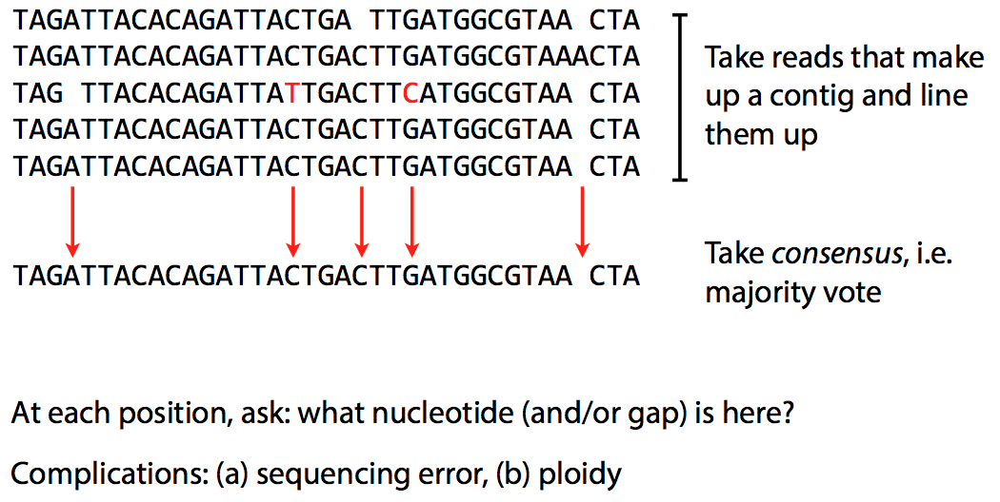 TAGATTACACAGATTACTGA TTGATGGCGTAA CTA
TAGATTACACAGATTACTGACTTGATGGCGTAAACTA
TAG TTACACAGATTATTGACTTCATGGCGTAA CTA
TAGATTACACAGATTACTGACTTGATGGCGTAA CTA
TAGATTACACAGATTACTGACTTGATGGCGTAA CTA
Take reads that make
up a contig and line
them up
TAGATTACACAGATTACTGACTTGATGGCGTAA CTA
Take consensus, i.e.
majority vote
At each position, ask: what nucleotide (and/or gap) is here?
Complications: (a) sequencing error, (b) ploidy